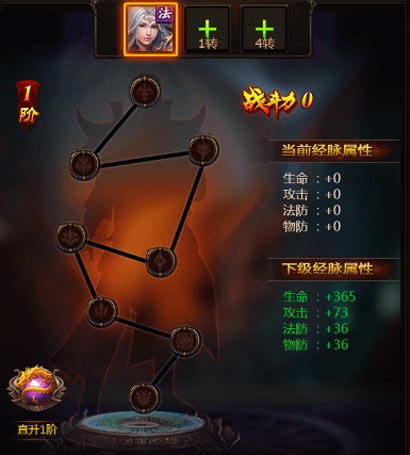 法
1转
4转
1
阶
战斗力 0
当前经脉属性
生命 : +0
攻击 : +0
法防 : +0
物防 : +0
下级经脉属性
生命 : +365
攻击 : +73
法防 : +36
物防 : +36
直升1阶